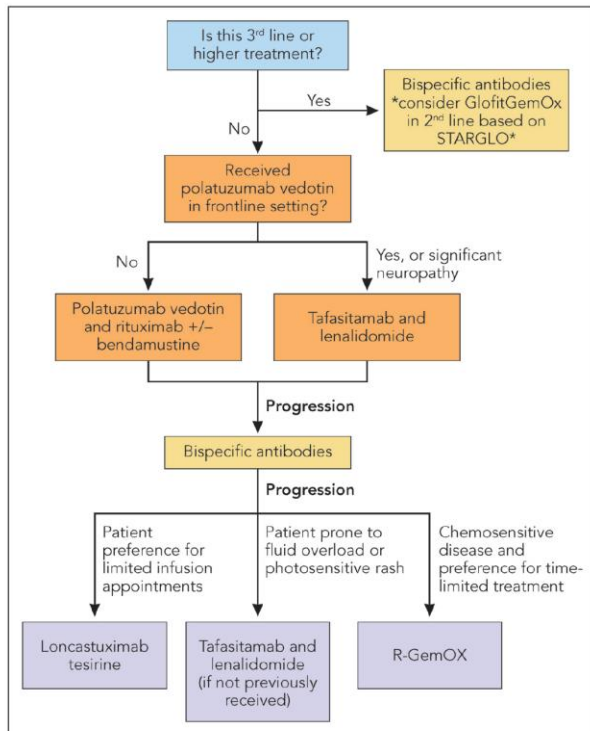 Is this 3rd line or
higher treatment?
Yes
Bispecific antibodies
*consider GlofitGemOx
in 2nd line based on
STARGLO*
No
Received
polatuzumab vedotin
in frontline setting?
No
Yes, or significant
neuropathy
Polatuzumab vedotin
and rituximab +/–
bendamustine
Tafasitamab and
lenalidomide
Progression
Bispecific antibodies
Progression
Patient
preference for
limited infusion
appointments
Patient prone to
fluid overload or
photosensitive rash
Chemosensitive
disease and
preference for time-
limited treatment
Loncastuximab
tesirine
Tafasitamab and
lenalidomide
(if not previously
received)
R-GemOX